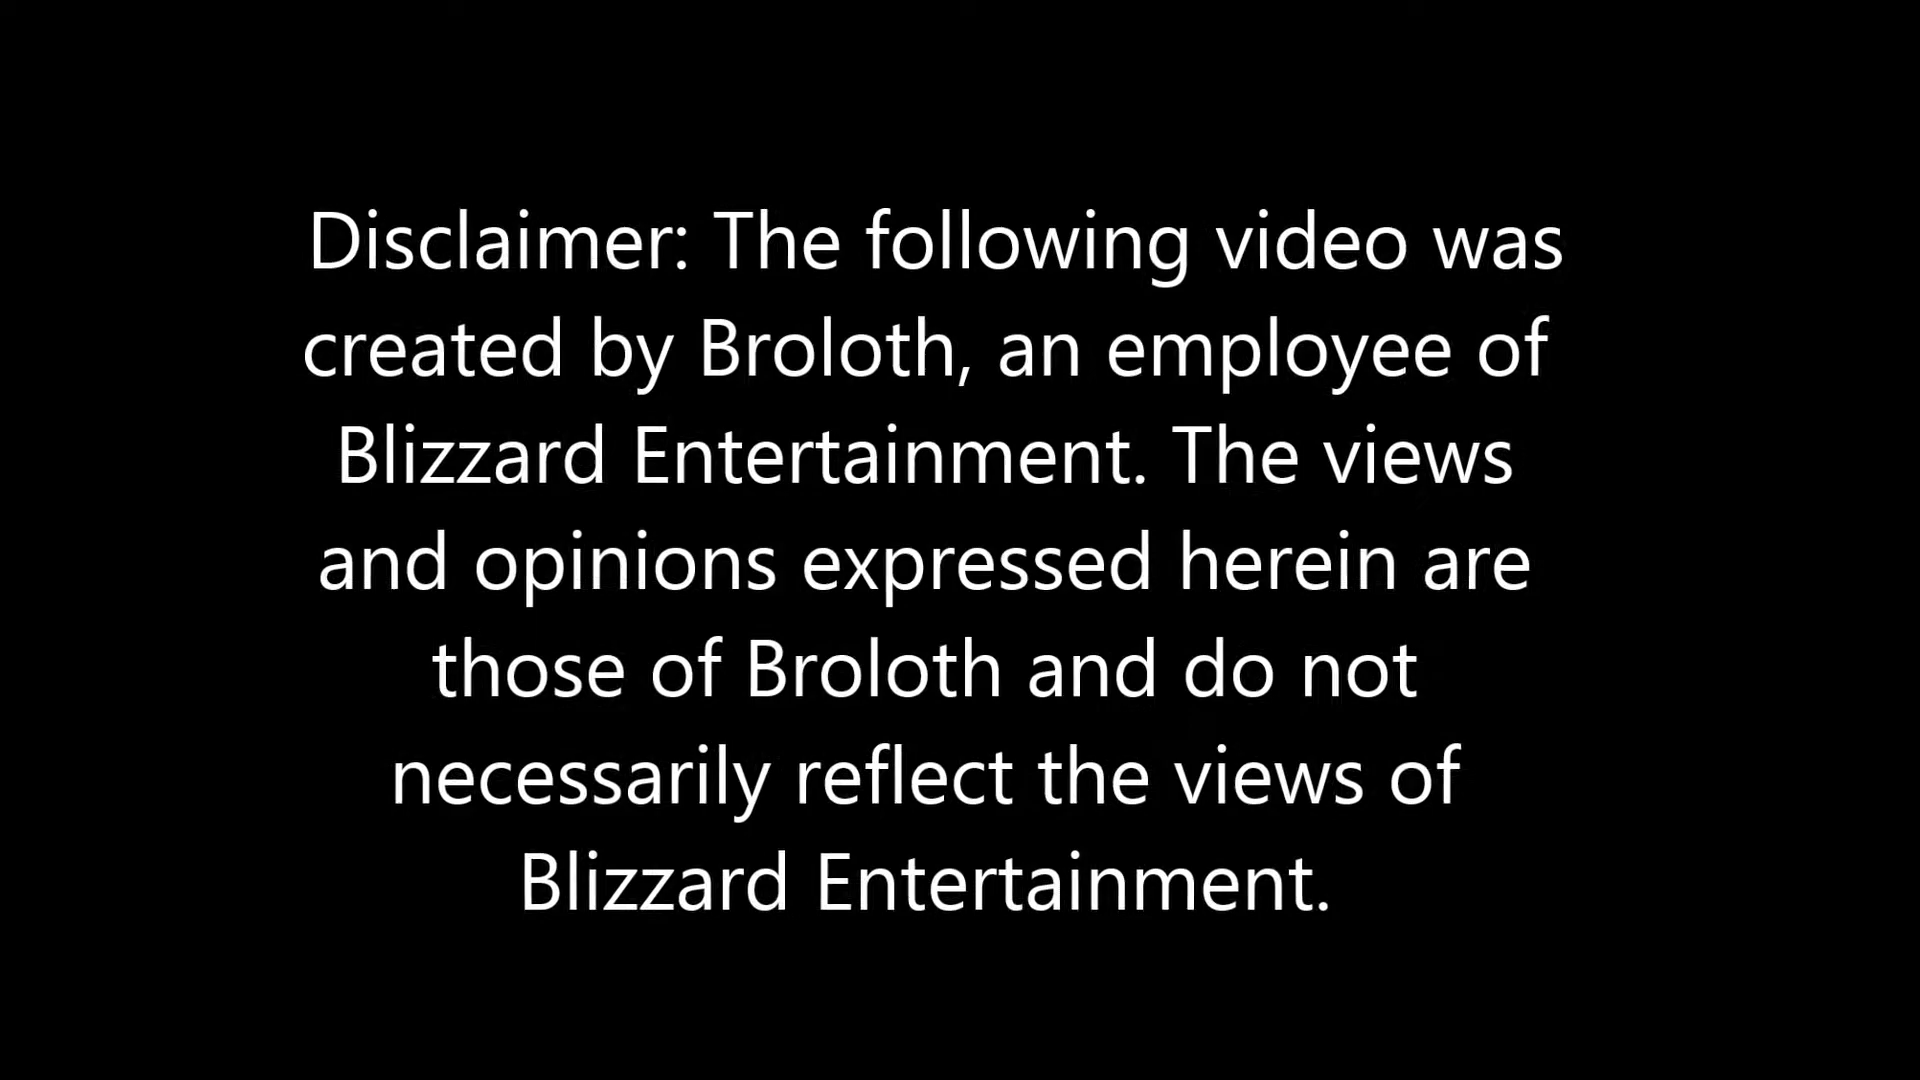 Disclaimer: The following video was
created by Broloth, an employee of
Blizzard Entertainment. The views
and opinions expressed herein are
those of Broloth and do not
necessarily reflect the views of
Blizzard Entertainment.